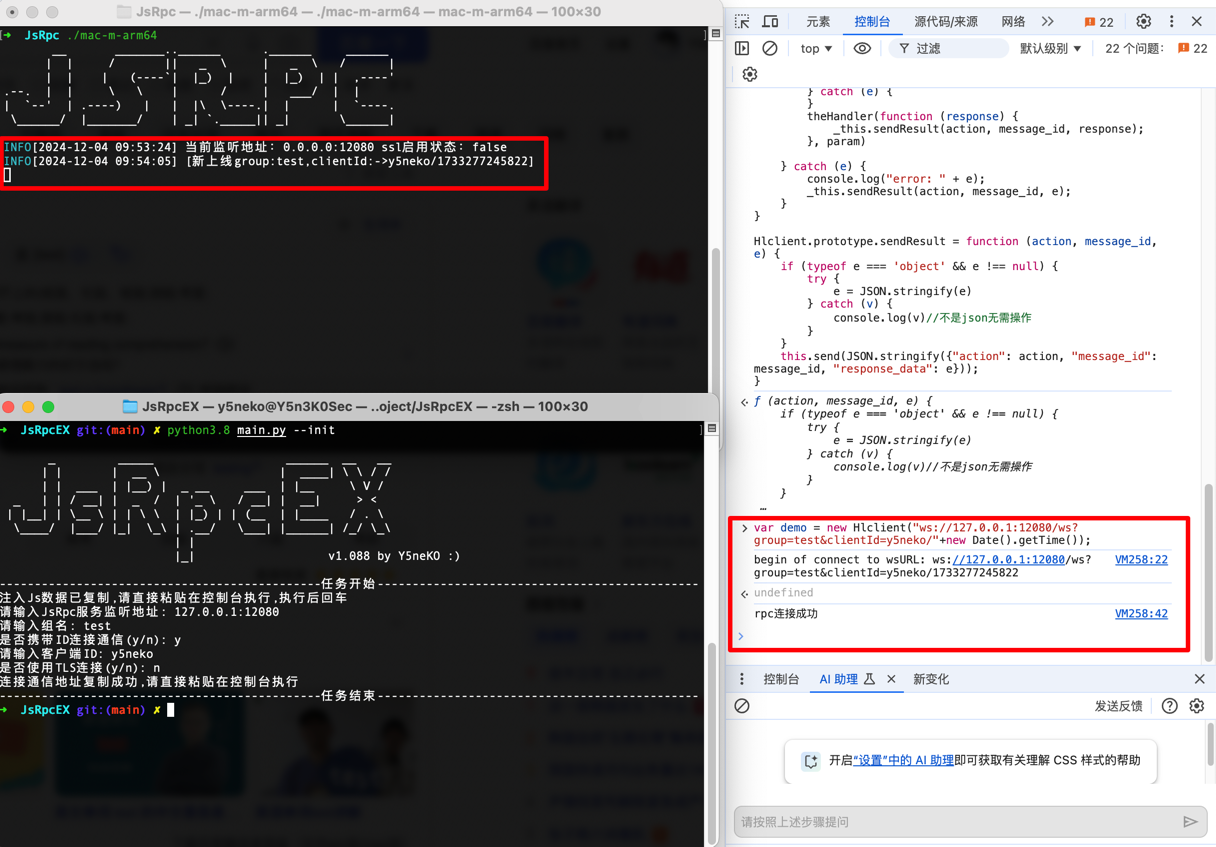 JsRpc — ./mac-m-arm64 — ./mac-m-arm64 — mac-m-arm64 — 100×30
[→ JsRpc ./mac-m-arm64 ]
JsRPC
INFO[2024-12-04 09:53:24] 当前监听地址: 0.0.0.0:12080 ssl启用状态: false
INFO[2024-12-04 09:54:05] [新上线group:test,clientId:->y5neko/1733277245822]
JsRpcEX — y5neko@Y5n3K0Sec — ..oject/JsRpcEX — -zsh — 100×30
→ JsRpcEX git:(main) ✗ python3.8 main.py --init ]
JsRpcEX
v1.088 by Y5neKO :)
--------------------任务开始--------------------
注入Js数据已复制,请直接粘贴在控制台执行,执行后回车
请输入JsRpc服务监听地址: 127.0.0.1:12080
请输入组名: test
是否携带ID连接通信(y/n): y
请输入客户端ID: y5neko
是否使用TLS连接(y/n): n
连接通信地址复制成功,请直接粘贴在控制台执行
--------------------任务结束--------------------
→ JsRpcEX git:(main) ✗
元素 控制台 源代码/来源 网络 22
top 过滤 默认级别 22 个问题: 22
} catch (e) {
}
theHandler(function (response) {
_this.sendResult(action, message_id, response);
}, param)
} catch (e) {
console.log("error: " + e);
_this.sendResult(action, message_id, e);
}
}
Hlclient.prototype.sendResult = function (action, message_id,
e) {
if (typeof e === 'object' && e !== null) {
try {
e = JSON.stringify(e)
} catch (v) {
console.log(v)//不是json无需操作
}
}
this.send(JSON.stringify({"action": action, "message_id":
message_id, "response_data": e}));
}
ƒ (action, message_id, e) {
if (typeof e === 'object' && e !== null) {
try {
e = JSON.stringify(e)
} catch (v) {
console.log(v)//不是json无需操作
}
}
…
var demo = new Hlclient("ws://127.0.0.1:12080/ws?
group=test&clientId=y5neko/"+new Date().getTime());
begin of connect to wsURL: ws://127.0.0.1:12080/ws? VM258:22
group=test&clientId=y5neko/1733277245822
undefined
rpc连接成功 VM258:42
控制台 AI 助理 新变化
发送反馈
开启“设置”中的 AI 助理即可获取有关理解 CSS 样式的帮助
请按照上述步骤提问